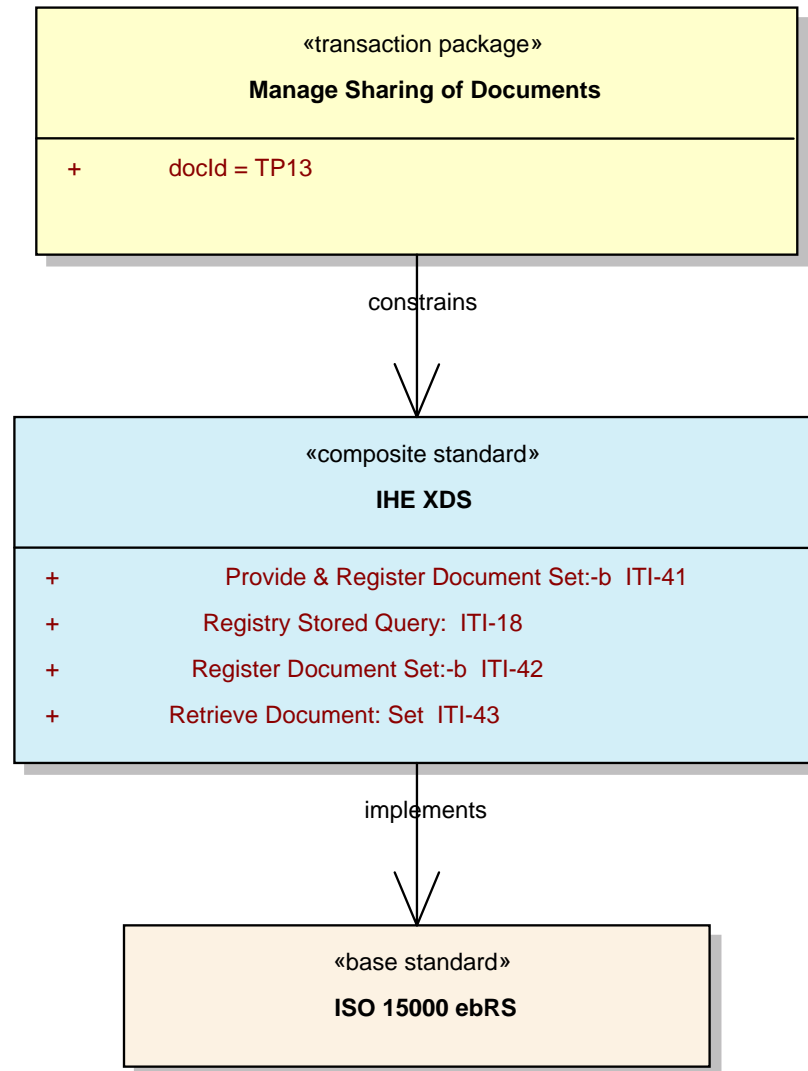 «transaction package»
Manage Sharing of Documents
+ docId = TP13
constrains
«composite standard»
IHE XDS
+ Provide & Register Document Set:-b ITI-41
+ Registry Stored Query: ITI-18
+ Register Document Set:-b ITI-42
+ Retrieve Document: Set ITI-43
implements
«base standard»
ISO 15000 ebRS